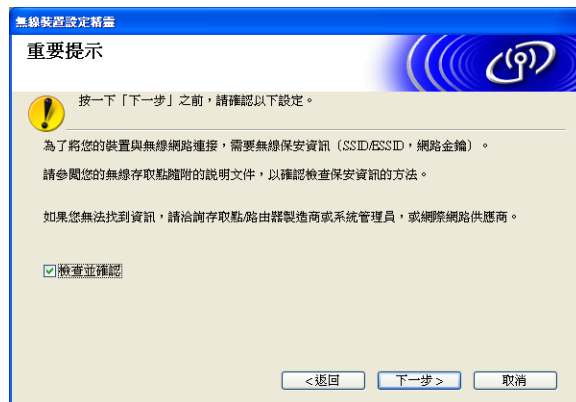 無線裝置設定精靈
重要提示
按一下「下一步」之前，請確認以下設定。
為了將您的裝置與無線網路連接，需要無線保安資訊（SSID/ESSID，網路金鑰）。
請參閱您的無線存取點隨附的説明文件，以確認檢查保安資訊的方法。
如果您無法找到資訊，請洽詢存取點/路由器製造商或系統管理員，或網際網路供應商。
檢查並確認
<返回
下一步>
取消